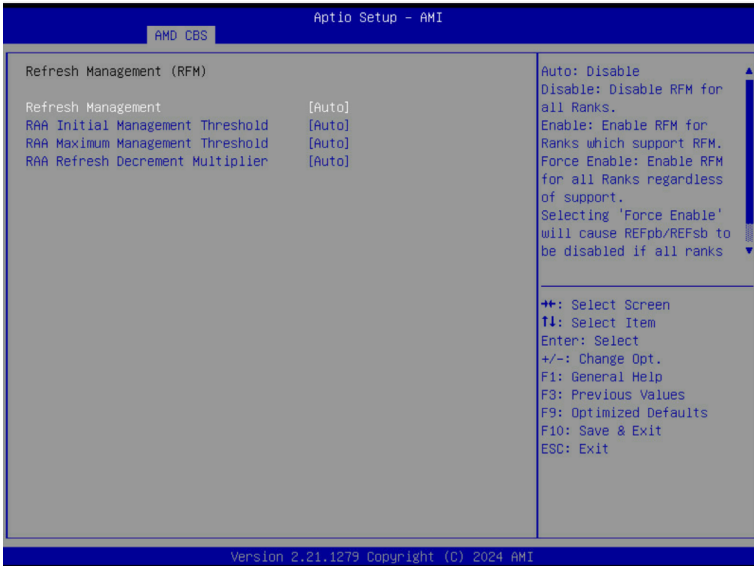 Aptio Setup – AMI
AMD CBS
Refresh Management (RFM)
Refresh Management [Auto]
RAA Initial Management Threshold [Auto]
RAA Maximum Management Threshold [Auto]
RAA Refresh Decrement Multiplier [Auto]
Auto: Disable
Disable: Disable RFM for
all Ranks.
Enable: Enable RFM for
Ranks which support RFM.
Force Enable: Enable RFM
for all Ranks regardless
of support.
Selecting 'Force Enable'
will cause REFpb/REFsb to
be disabled if all ranks
→←: Select Screen
↑↓: Select Item
Enter: Select
+/-: Change Opt.
F1: General Help
F3: Previous Values
F9: Optimized Defaults
F10: Save & Exit
ESC: Exit
Version 2.21.1279 Copyright (C) 2024 AMI